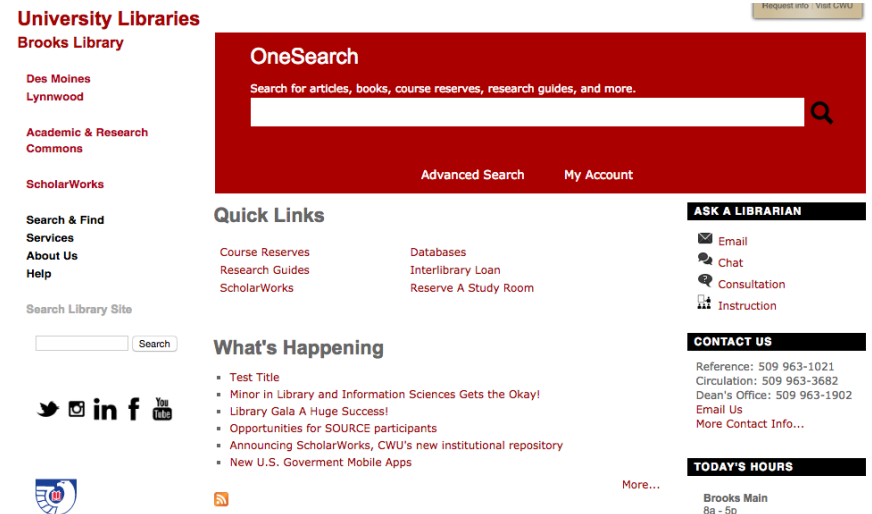 Request info | Visit CWU
University Libraries
Brooks Library
Des Moines
Lynnwood
Academic & Research
Commons
ScholarWorks
Search & Find
Services
About Us
Help
Search Library Site
Search
OneSearch
Search for articles, books, course reserves, research guides, and more.
Advanced Search My Account
Quick Links
Course Reserves Databases
Research Guides Interlibrary Loan
ScholarWorks Reserve A Study Room
What's Happening
Test Title
Minor in Library and Information Sciences Gets the Okay!
Library Gala A Huge Success!
Opportunities for SOURCE participants
Announcing ScholarWorks, CWU's new institutional repository
New U.S. Goverment Mobile Apps
More...
ASK A LIBRARIAN
Email
Chat
Consultation
Instruction
CONTACT US
Reference: 509 963-1021
Circulation: 509 963-3682
Dean's Office: 509 963-1902
Email Us
More Contact Info...
TODAY'S HOURS
Brooks Main
8a - 5p
in f You
Tube